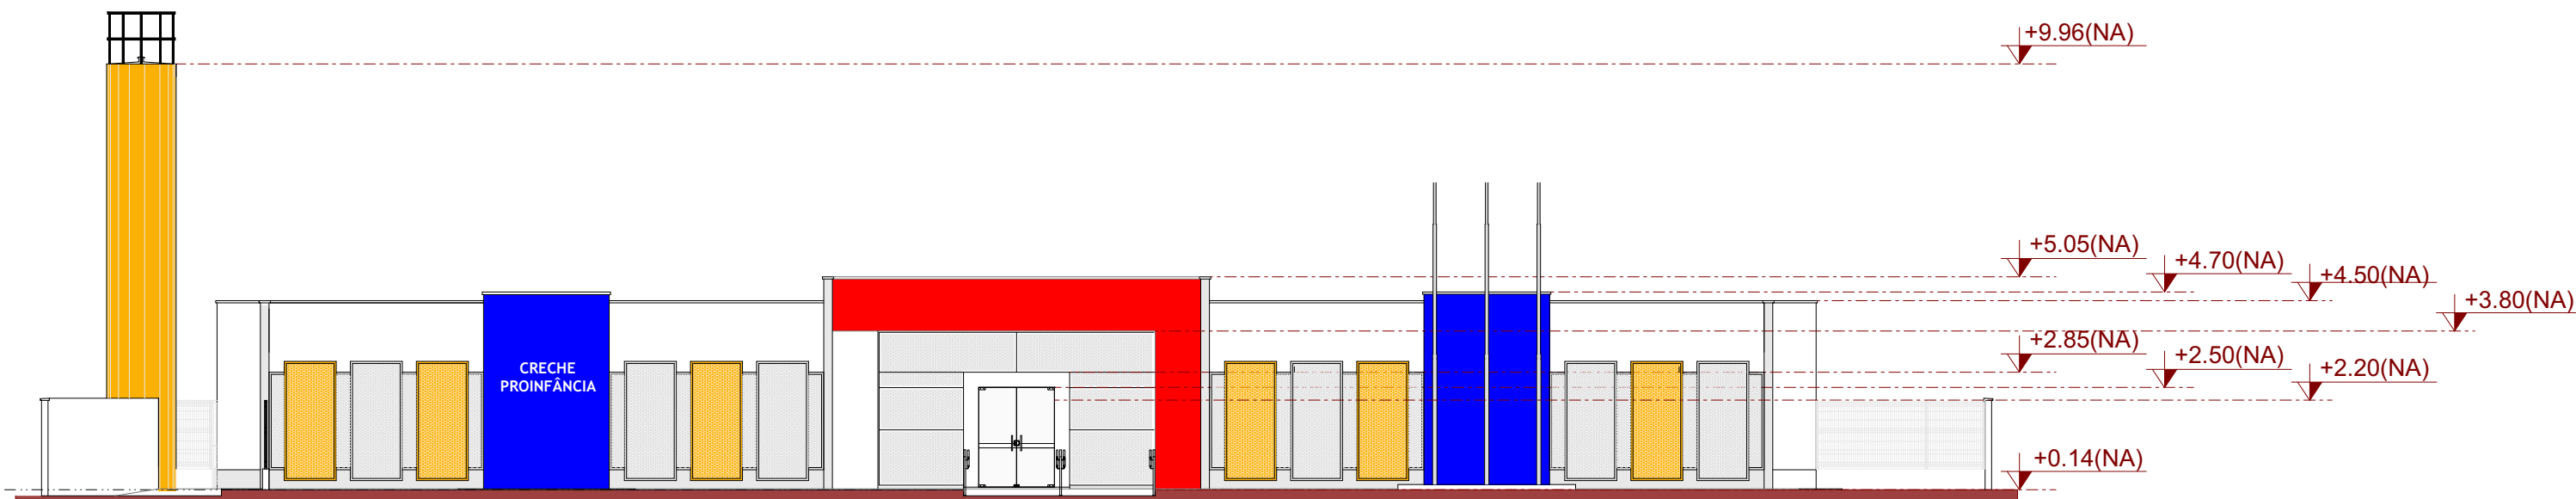 +9.96(NA)
+5.05(NA)
+4.70(NA)
+4.50(NA)
+3.80(NA)
+2.85(NA)
+2.50(NA)
+2.20(NA)
CRECHE
PROINFÂNCIA
+0.14(NA)